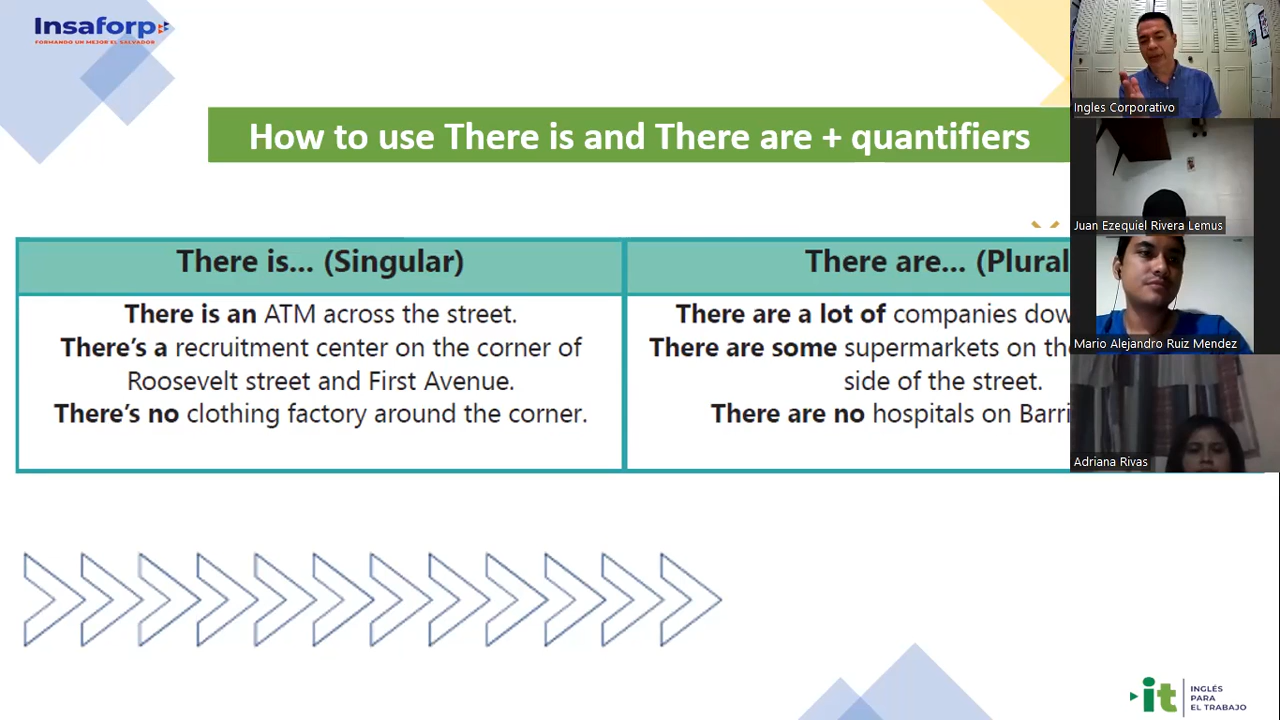 Insaforp
FORMANDO UN MEJOR EL SALVADOR
How to use There is and There are + quantifiers
There is... (Singular)
There are... (Plural
There is an ATM across the street.
There's a recruitment center on the corner of
Roosevelt street and First Avenue.
There's no clothing factory around the corner.
There are a lot of companies dow
There are some supermarkets on the
side of the street.
There are no hospitals on Barri
Ingles Corporativo
Juan Ezequiel Rivera Lemus
Mario Alejandro Ruiz Mendez
Adriana Rivas
it
INGLÉS
PARA
EL TRABAJO